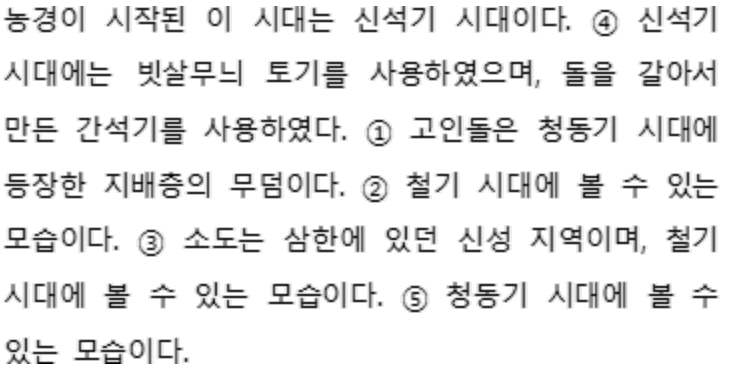 농경이 시작된 이 시대는 신석기 시대이다. ④ 신석기
시대에는 빗살무늬 토기를 사용하였으며, 돌을 갈아서
만든 간석기를 사용하였다. ① 고인돌은 청동기 시대에
등장한 지배층의 무덤이다. ② 철기 시대에 볼 수 있는
모습이다. ③ 소도는 삼한에 있던 신성 지역이며, 철기
시대에 볼 수 있는 모습이다. ⑤ 청동기 시대에 볼 수
있는 모습이다.